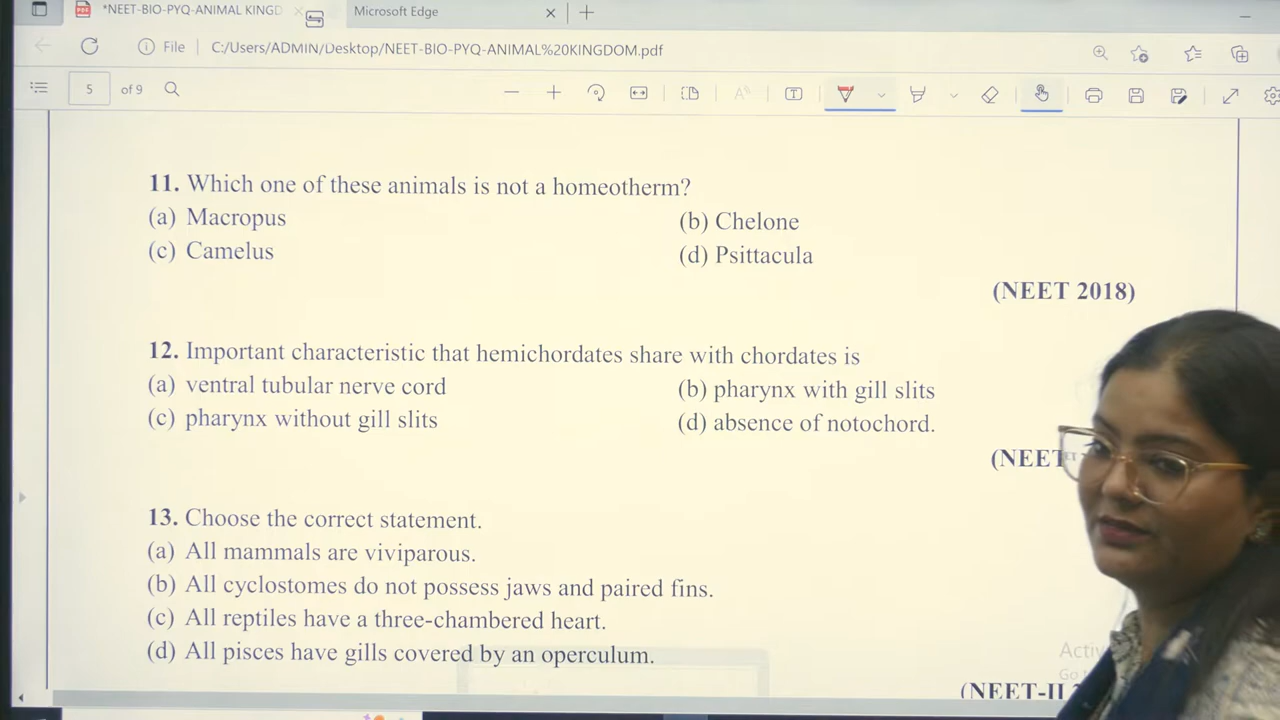 *NEET-BIO-PYQ-ANIMAL KINGD
Microsoft Edge
File
C:/Users/ADMIN/Desktop/NEET-BIO-PYQ-ANIMAL%20KINGDOM.pdf
5 of 9
11. Which one of these animals is not a homeotherm?
(a) Macropus (b) Chelone
(c) Camelus (d) Psittacula
(NEET 2018)
12. Important characteristic that hemichordates share with chordates is
(a) ventral tubular nerve cord (b) pharynx with gill slits
(c) pharynx without gill slits (d) absence of notochord.
(NEET
13. Choose the correct statement.
(a) All mammals are viviparous.
(b) All cyclostomes do not possess jaws and paired fins.
(c) All reptiles have a three-chambered heart.
(d) All pisces have gills covered by an operculum.
Activ
Go
(NEET-II